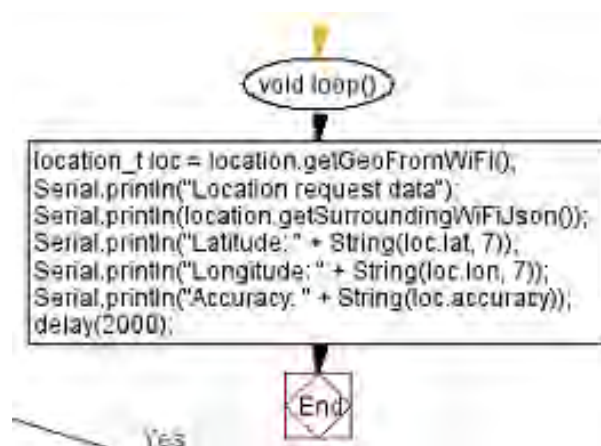 void loop()
location_t loc = location.getGeoFromWiFi();
Serial.println("Location request data")
Serial.println(location.getSurroundingWiFiJson());
Serial.println("Latitude: " + String(loc.lat, 7));
Serial.println("Longitude: " + String(loc.lon, 7));
Serial.println("Accuracy: " + String(loc.accuracy));
delay(2000);
End
Yes